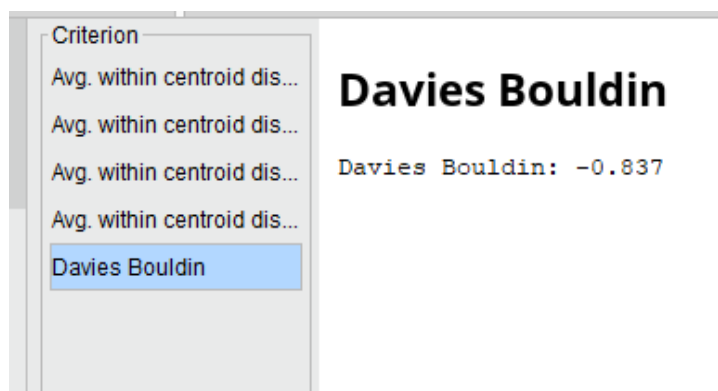 Criterion
Avg. within centroid dis...
Avg. within centroid dis...
Avg. within centroid dis...
Avg. within centroid dis...
Davies Bouldin
Davies Bouldin
Davies Bouldin: -0.837